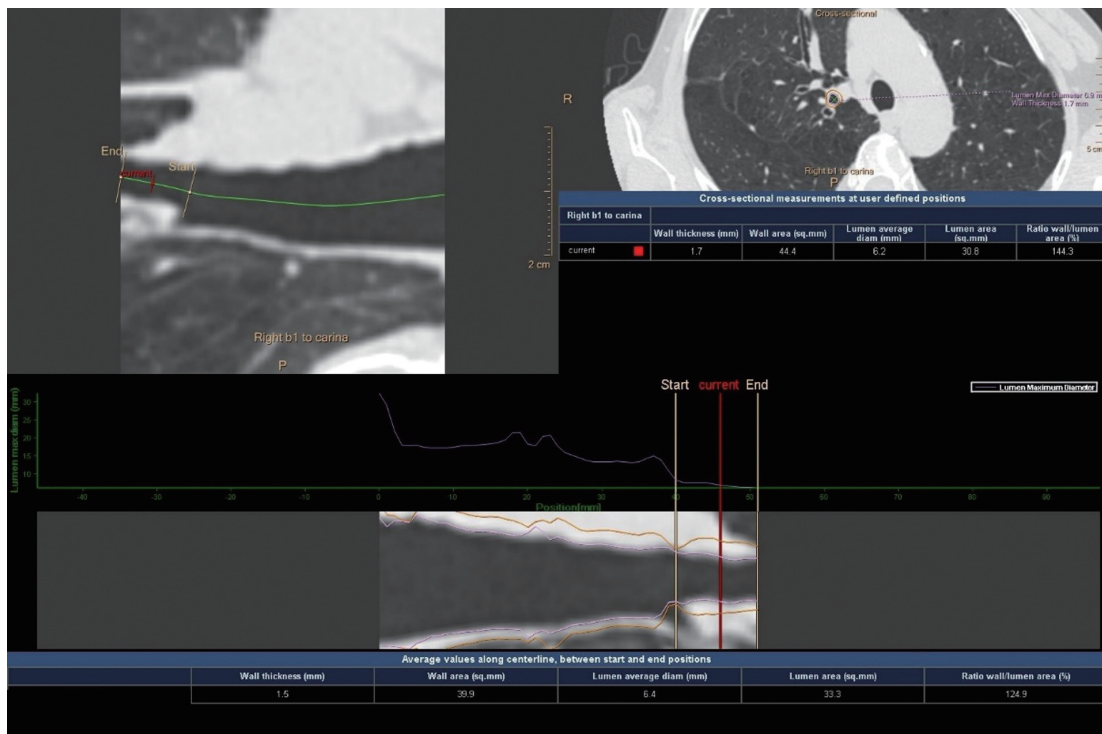 Cross-sectional
R
Lumen Max Diameter 6.9 m
Wall Thickness 1.7 mm
5 cm
Right b1 to carina
P
End
current
Start
2 cm
Right b1 to carina
P
Cross-sectional measurements at user defined positions
Right b1 to carina
Wall thickness (mm) Wall area (sq.mm) Lumen average diam (mm) Lumen area (sq.mm) Ratio wall/lumen area (%)
current 1.7 44.4 6.2 30.8 144.3
Start current End
Lumen Maximum Diameter
Lumen max diam (mm)
30
25
20
15
10
-40 -30 -20 -10 0 10 20 30 40 50 60 70 80 90
Position[mm]
Average values along centerline, between start and end positions
Wall thickness (mm) Wall area (sq.mm) Lumen average diam (mm) Lumen area (sq.mm) Ratio wall/lumen area (%)
1.5 39.9 6.4 33.3 124.9